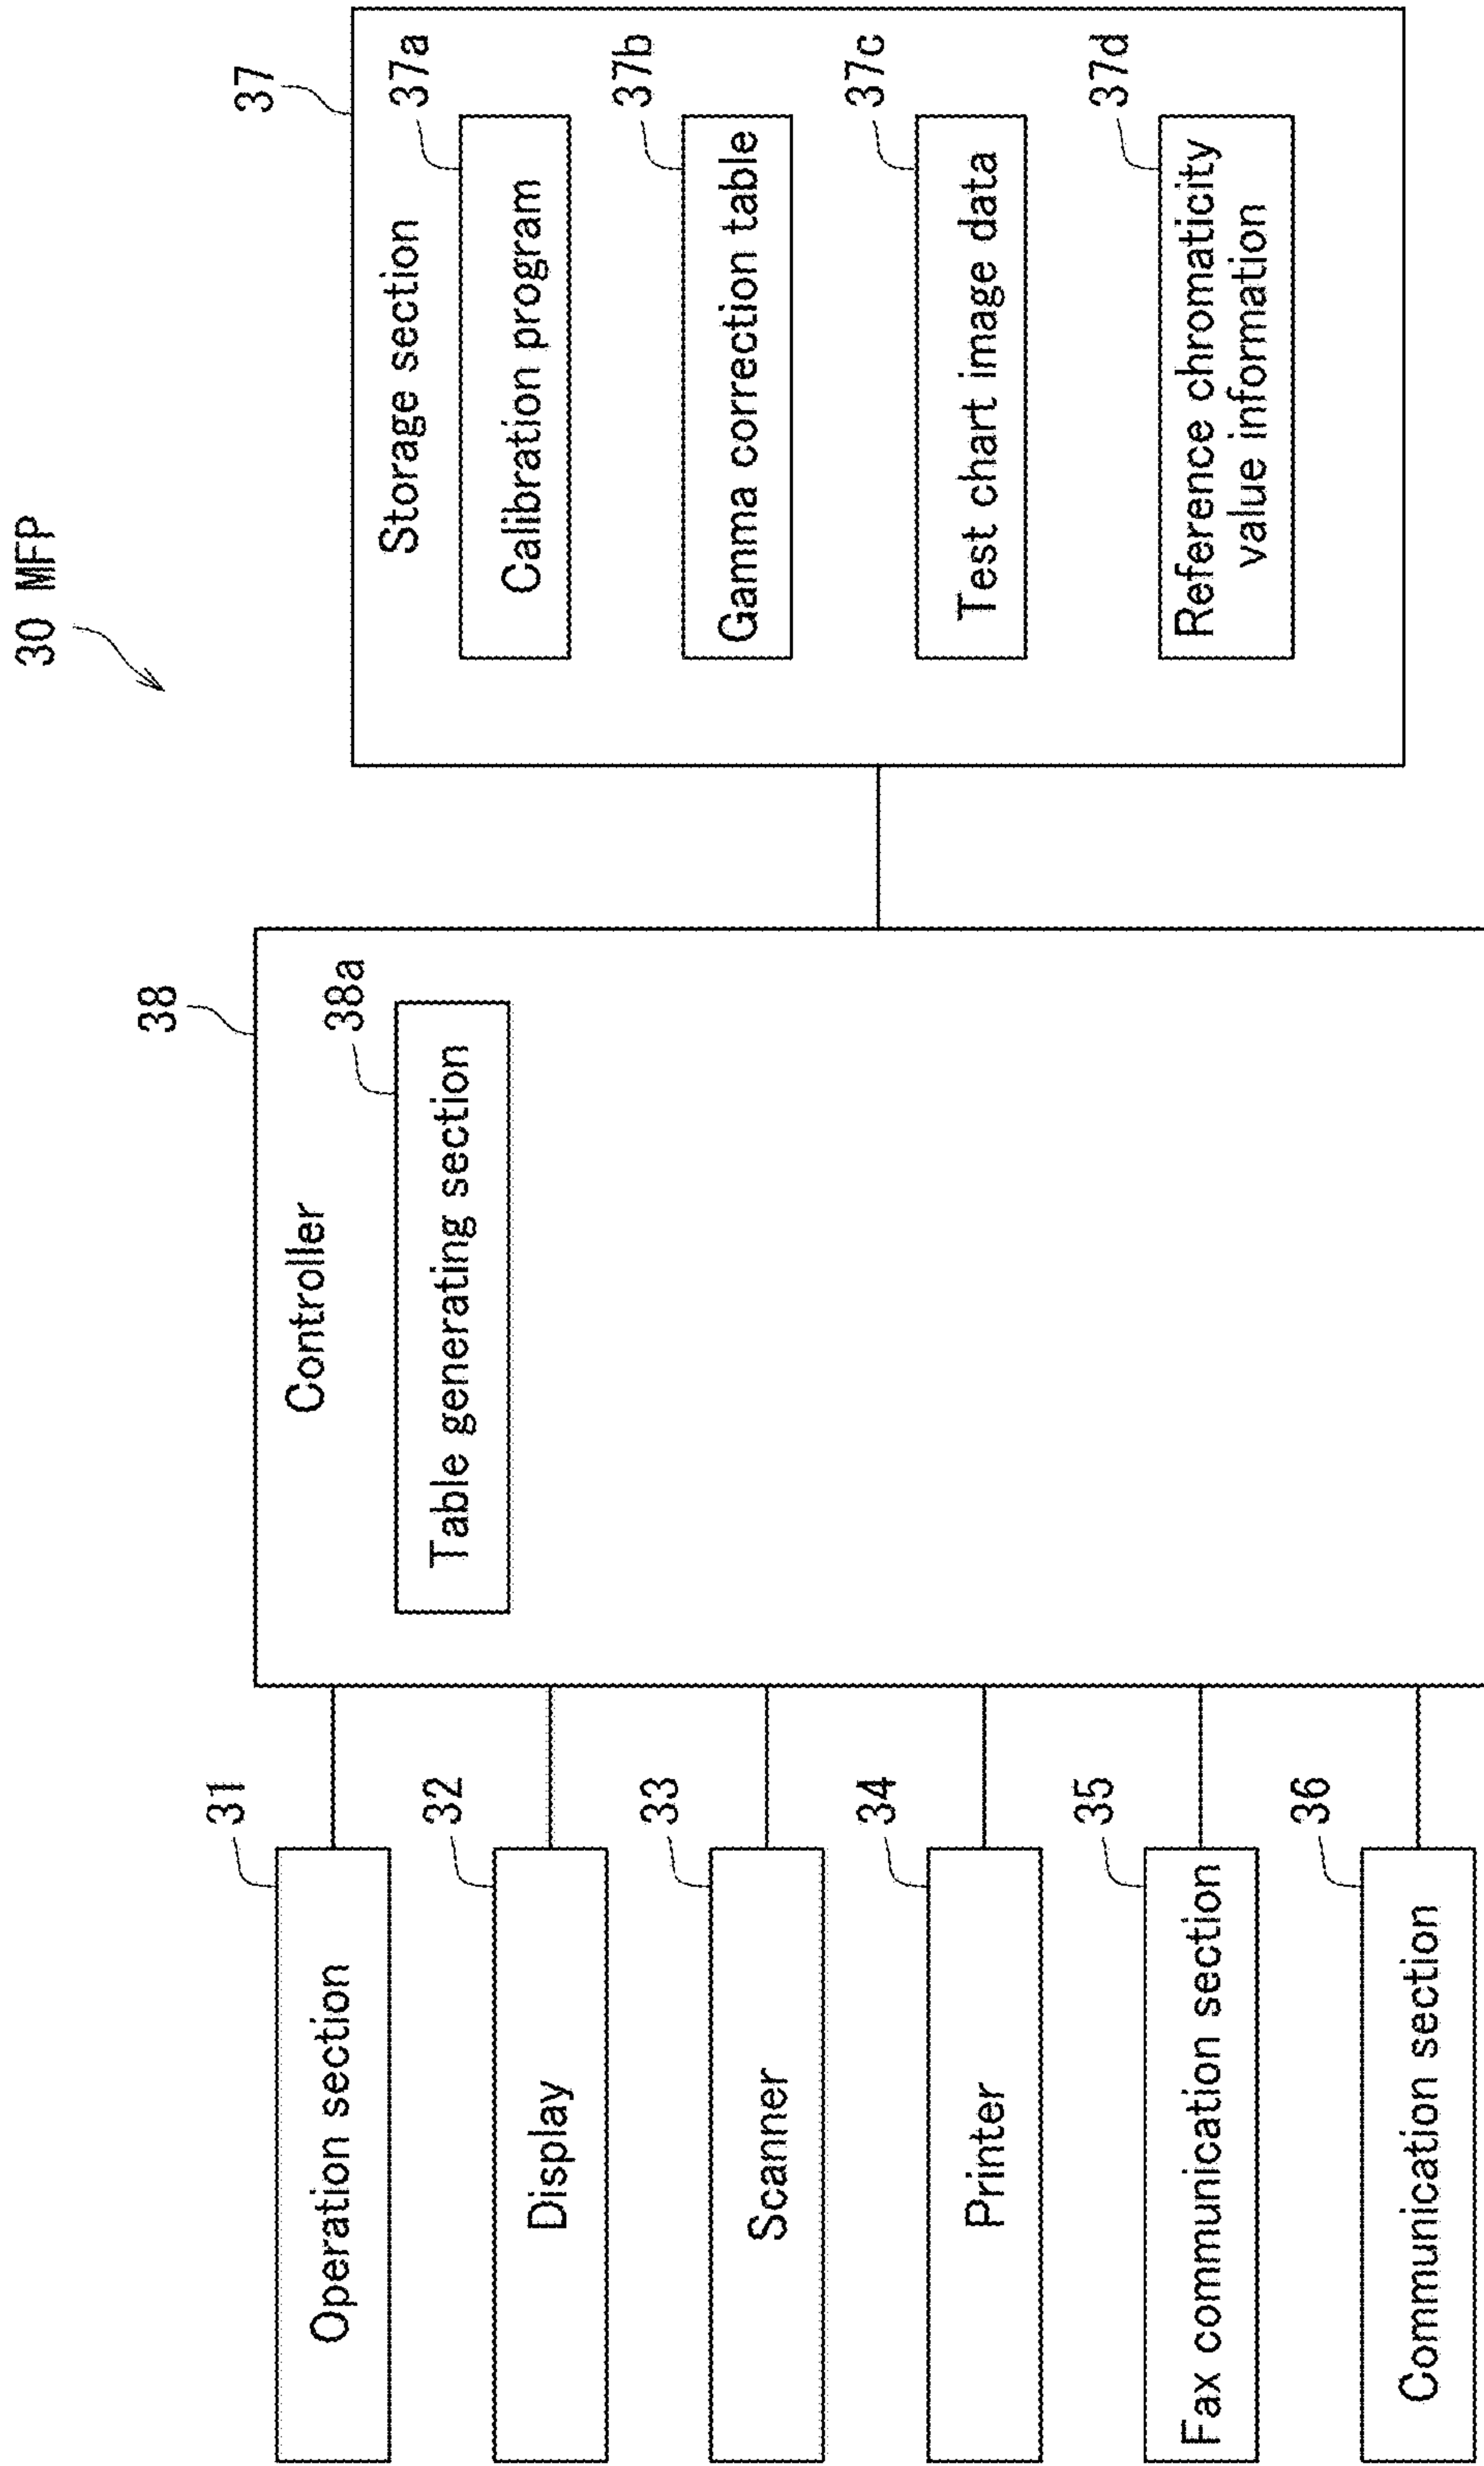 30 MFP
31
Operation section
32
Display
33
Scanner
34
Printer
35
Fax communication section
36
Communication section
38
Controller
38a
Table generating section
37
Storage section
37a
Calibration program
37b
Gamma correction table
37c
Test chart image data
37d
Reference chromaticity
value information